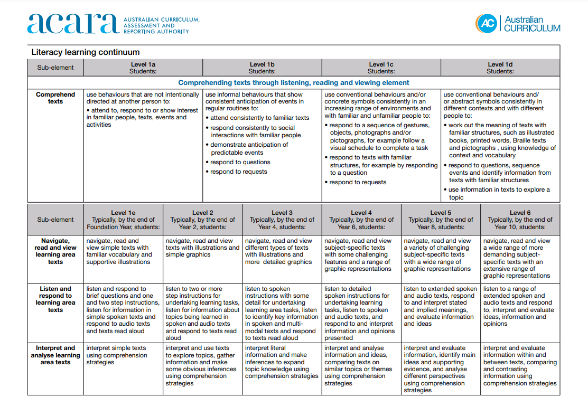 acara AUSTRALIAN CURRICULUM,
ASSESSMENT AND
REPORTING AUTHORITY
AC Australian
CURRICULUM
Literacy learning continuum
Sub-element
Level 1a
Students:
Level 1b
Students:
Level 1c
Students:
Level 1d
Students:
Comprehending texts through listening, reading and viewing element
Comprehend
texts
use behaviours that are not intentionally
directed at another person to:
• attend to, respond to or show interest
in familiar people, texts, events and
activities
use informal behaviours that show
consistent anticipation of events in
regular routines to:
• attend consistently to familiar texts
• respond consistently to social
interactions with familiar people
• demonstrate anticipation of
predictable events
• respond to questions
• respond to requests
use conventional behaviours and/or
concrete symbols consistently in an
increasing range of environments and
with familiar and unfamiliar people to:
• respond to a sequence of gestures,
objects, photographs and/or
pictographs, for example follow a
visual schedule to complete a task
• respond to texts with familiar
structures, for example by responding
to a question
• respond to requests
use conventional behaviours and/
or abstract symbols consistently in
different contexts and with different
people to:
• work out the meaning of texts with
familiar structures, such as illustrated
books, printed words, Braille texts
and pictographs , using knowledge of
context and vocabulary
• respond to questions, sequence
events and identify information from
texts with familiar structures
• use information in texts to explore a
topic
Sub-element
Level 1e
Typically, by the end of
Foundation Year, students:
Level 2
Typically, by the end of
Year 2, students:
Level 3
Typically, by the end of
Year 4, students:
Level 4
Typically, by the end of
Year 6, students:
Level 5
Typically, by the end of
Year 8, students:
Level 6
Typically, by the end of
Year 10, students:
Navigate,
read and view
learning area
texts
navigate, read and
view simple texts with
familiar vocabulary and
supportive illustrations
navigate, read and view
texts with illustrations and
simple graphics
navigate, read and view
different types of texts
with illustrations and
more detailed graphics
navigate, read and view
subject-specific texts
with some challenging
features and a range of
graphic representations
navigate, read and view
a variety of challenging
subject-specific texts
with a wide range of
graphic representations
navigate, read and view
a wide range of more
demanding subject-
specific texts with an
extensive range of
graphic representations
Listen and
respond to
learning area
texts
listen and respond to
brief questions and one
and two step instructions,
listen for information in
simple spoken texts and
respond to audio texts
and texts read aloud
listen to two or more
step instructions for
undertaking learning tasks,
listen for information about
topics being learned in
spoken and audio texts and
respond to texts read
aloud
listen to spoken
instructions with some
detail for undertaking
learning area tasks, listen
to identify key information
in spoken and multi-
modal texts and respond
to texts read aloud
listen to detailed
spoken instructions for
undertaking learning
tasks, listen to spoken
and audio texts, and
respond to and interpret
information and opinions
presented
listen to extended spoken
and audio texts, respond
to and interpret stated
and implied meanings,
and evaluate information
and ideas
listen to a range of
extended spoken and
audio texts and respond
to, interpret and evaluate
ideas, information and
opinions
Interpret and
analyse learning
area texts
interpret simple texts
using comprehension
strategies
interpret and use texts
to explore topics, gather
information and make
some obvious inferences
using comprehension
strategies
interpret literal
information and make
inferences to expand
topic knowledge using
comprehension strategies
interpret and analyse
information and ideas,
comparing texts on
similar topics or themes
using comprehension
strategies
interpret and evaluate
information, identify main
ideas and supporting
evidence, and analyse
different perspectives
using comprehension
strategies
interpret and evaluate
information within and
between texts, comparing
and contrasting
information using
comprehension strategies